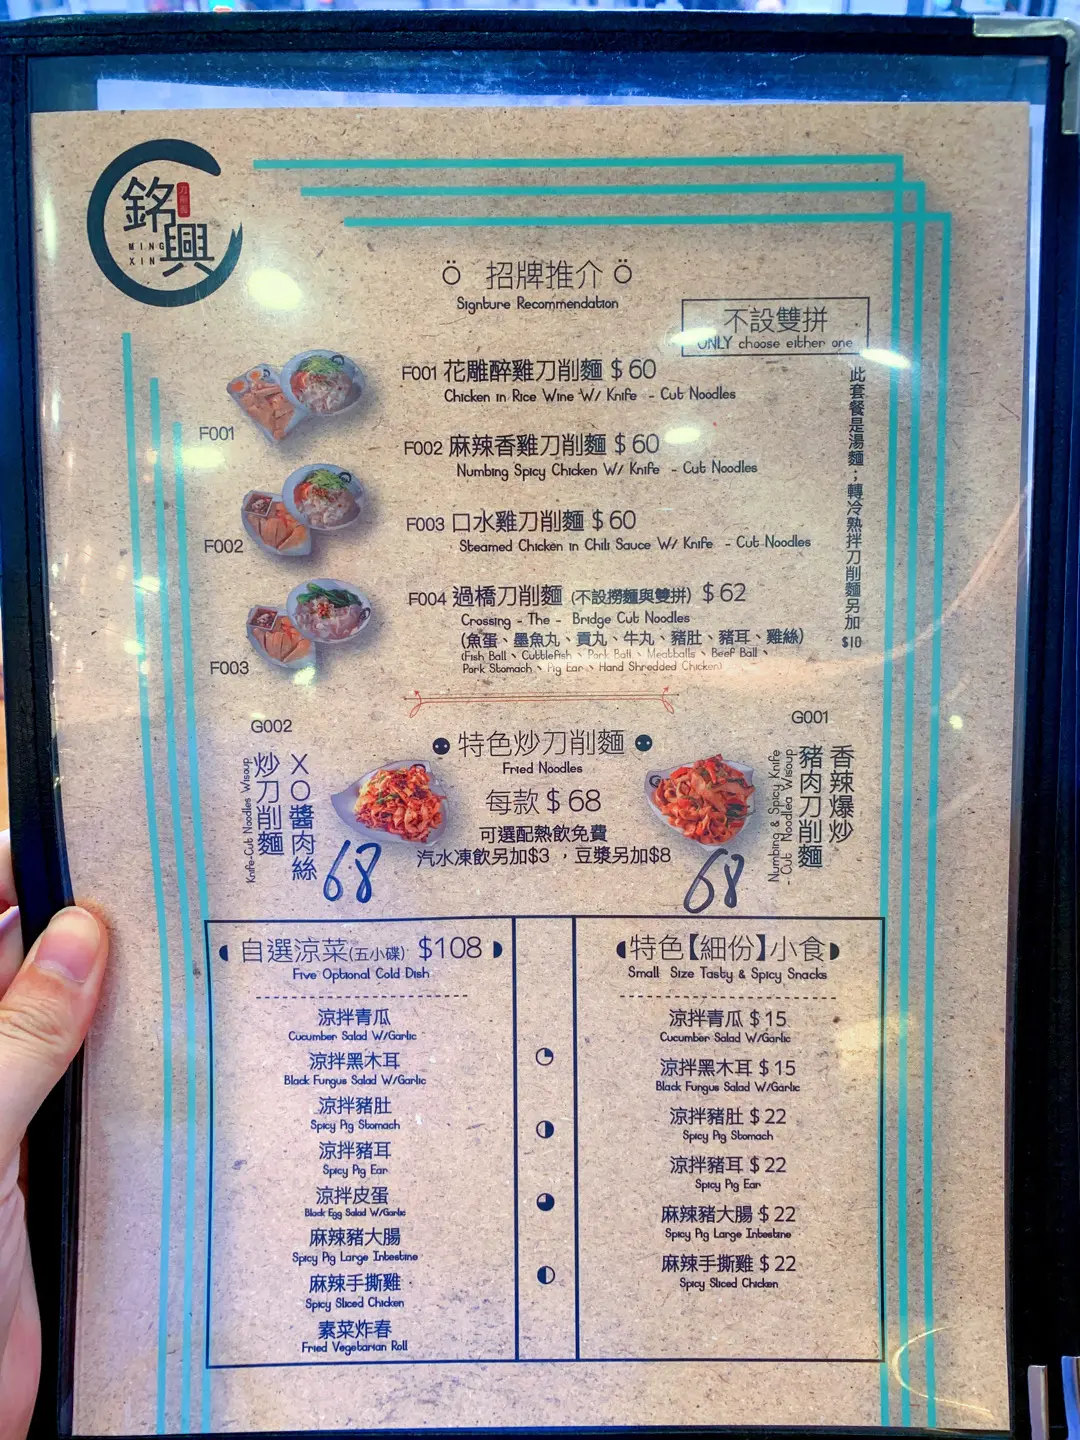 銘興
MING
XIN
招牌推介
Signture Recommendation
不設雙拼
ONLY choose either one
F001 花雕醉雞刀削麵 $ 60
Chicken in Rice Wine W/ Knife - Cut Noodles
F001
F002 麻辣香雞刀削麵 $ 60
Numbing Spicy Chicken W/ Knife - Cut Noodles
F002
F003 口水雞刀削麵 $ 60
Steamed Chicken in Chili Sauce W/ Knife - Cut Noodles
F003
F004 過橋刀削麵 (不設撈麵與雙拼) $ 62
Crossing - The - Bridge Cut Noodles
(魚蛋、墨魚丸、貢丸、牛丸、豬肚、豬耳、雞絲)
(Fish Ball、Cuttlefish、Pork Ball、Meatballs、Beef Ball、
Pork Stomach、Pig Ear、Hand Shredded Chicken)
此套餐是湯麵；轉冷熟拌刀削麵另加
$10
特色炒刀削麵
Fried Noodles
每款 $ 68
可選配熱飲免費
汽水凍飲另加$3 ，豆漿另加$8
G002
XO醬肉絲
炒刀削麵
Knife-Cut Noodles W/soup
68
G001
香辣爆炒
豬肉刀削麵
Numbing & Spicy Knife
- Cut Noodlea W/soup
68
自選涼菜(五小碟) $108
Five Optional Cold Dish
涼拌青瓜
Cucumber Salad W/Garlic
涼拌黑木耳
Black Fungus Salad W/Garlic
涼拌豬肚
Spicy Pig Stomach
涼拌豬耳
Spicy Pig Ear
涼拌皮蛋
Black Egg Salad W/Garlic
麻辣豬大腸
Spicy Pig Large Intestine
麻辣手撕雞
Spicy Sliced Chicken
素菜炸春
Fried Vegetarian Roll
特色【細份】小食
Small Size Tasty & Spicy Snacks
涼拌青瓜 $ 15
Cucumber Salad W/Garlic
涼拌黑木耳 $ 15
Black Fungus Salad W/Garlic
涼拌豬肚 $ 22
Spicy Pig Stomach
涼拌豬耳 $ 22
Spicy Pig Ear
麻辣豬大腸 $ 22
Spicy Pig Large Intestine
麻辣手撕雞 $ 22
Spicy Sliced Chicken